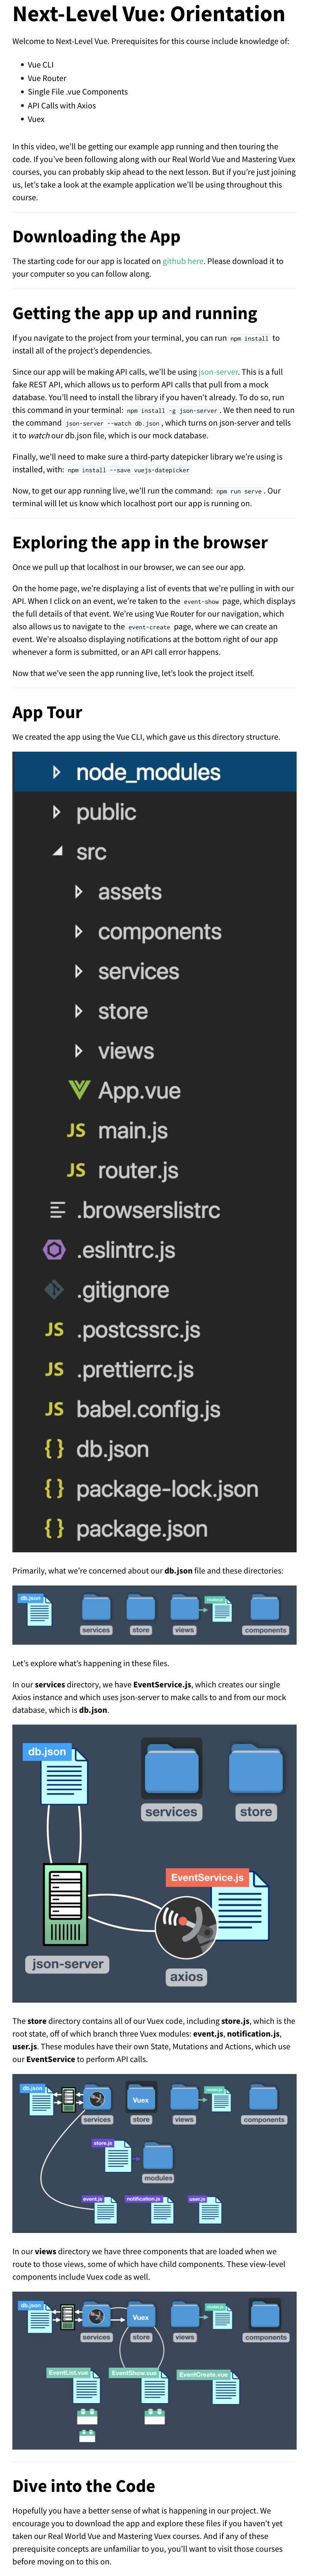 Next-Level Vue: Orientation
Welcome to Next-Level Vue. Prerequisites for this course include knowledge of:
Vue CLI
Vue Router
Single File .vue Components
API Calls with Axios
Vuex
In this video, we'll be getting our example app running and then touring the
code. If you've been following along with our Real World Vue and Mastering Vuex
courses, you can probably skip ahead to the next lesson. But if you're just joining
us, let's take a look at the example application we'll be using throughout this
course.
Downloading the App
The starting code for our app is located on github here. Please download it to
your computer so you can follow along.
Getting the app up and running
If you navigate to the project from your terminal, you can run npm install to
install all of the project's dependencies.
Since our app will be making API calls, we'll be using json-server. This is a full
fake REST API, which allows us to perform API calls that pull from a mock
database. You'll need to install the library if you haven't already. To do so, run
this command in your terminal: npm install -g json-server. We then need to run
the command json-server --watch db.json, which turns on json-server and tells
it to watch our db.json file, which is our mock database.
Finally, we'll need to make sure a third-party datepicker library we're using is
installed, with: npm install --save vuejs-datepicker
Now, to get our app running live, we'll run the command: npm run serve. Our
terminal will let us know which localhost port our app is running on.
Exploring the app in the browser
Once we pull up that localhost in our browser, we can see our app.
On the home page, we're displaying a list of events that we're pulling in with our
API. When I click on an event, we're taken to the event-show page, which displays
the full details of that event. We're using Vue Router for our navigation, which
also allows us to navigate to the event-create page, where we can create an
event. We're alsoalso displaying notifications at the bottom right of our app
whenever a form is submitted, or an API call error happens.
Now that we've seen the app running live, let's look the project itself.
App Tour
We created the app using the Vue CLI, which gave us this directory structure.
node_modules
public
src
assets
components
services
store
views
App.vue
JS main.js
JS router.js
.browserslistrc
.eslintrc.js
.gitignore
JS .postcssrc.js
JS .prettierrc.js
JS babel.config.js
{ } db.json
{ } package-lock.json
{ } package.json
Primarily, what we're concerned about our db.json file and these directories:
db.json
router.js
services store views components
Let's explore what's happening in these files.
In our services directory, we have EventService.js, which creates our single
Axios instance and which uses json-server to make calls to and from our mock
database, which is db.json.
db.json
services store
EventService.js
json-server
axios
The store directory contains all of our Vuex code, including store.js, which is the
root state, off of which branch three Vuex modules: event.js, notification.js,
user.js. These modules have their own State, Mutations and Actions, which use
our EventService to perform API calls.
db.json
Vuex
router.js
services store views components
store.js
modules
event.js notification.js user.js
In our views directory we have three components that are loaded when we
route to those views, some of which have child components. These view-level
components include Vuex code as well.
db.json
Vuex
router.js
services store views components
EventList.vue EventShow.vue EventCreate.vue
Dive into the Code
Hopefully you have a better sense of what is happening in our project. We
encourage you to download the app and explore these files if you haven't yet
taken our Real World Vue and Mastering Vuex courses. And if any of these
prerequisite concepts are unfamiliar to you, you'll want to visit those courses
before moving on to this on.